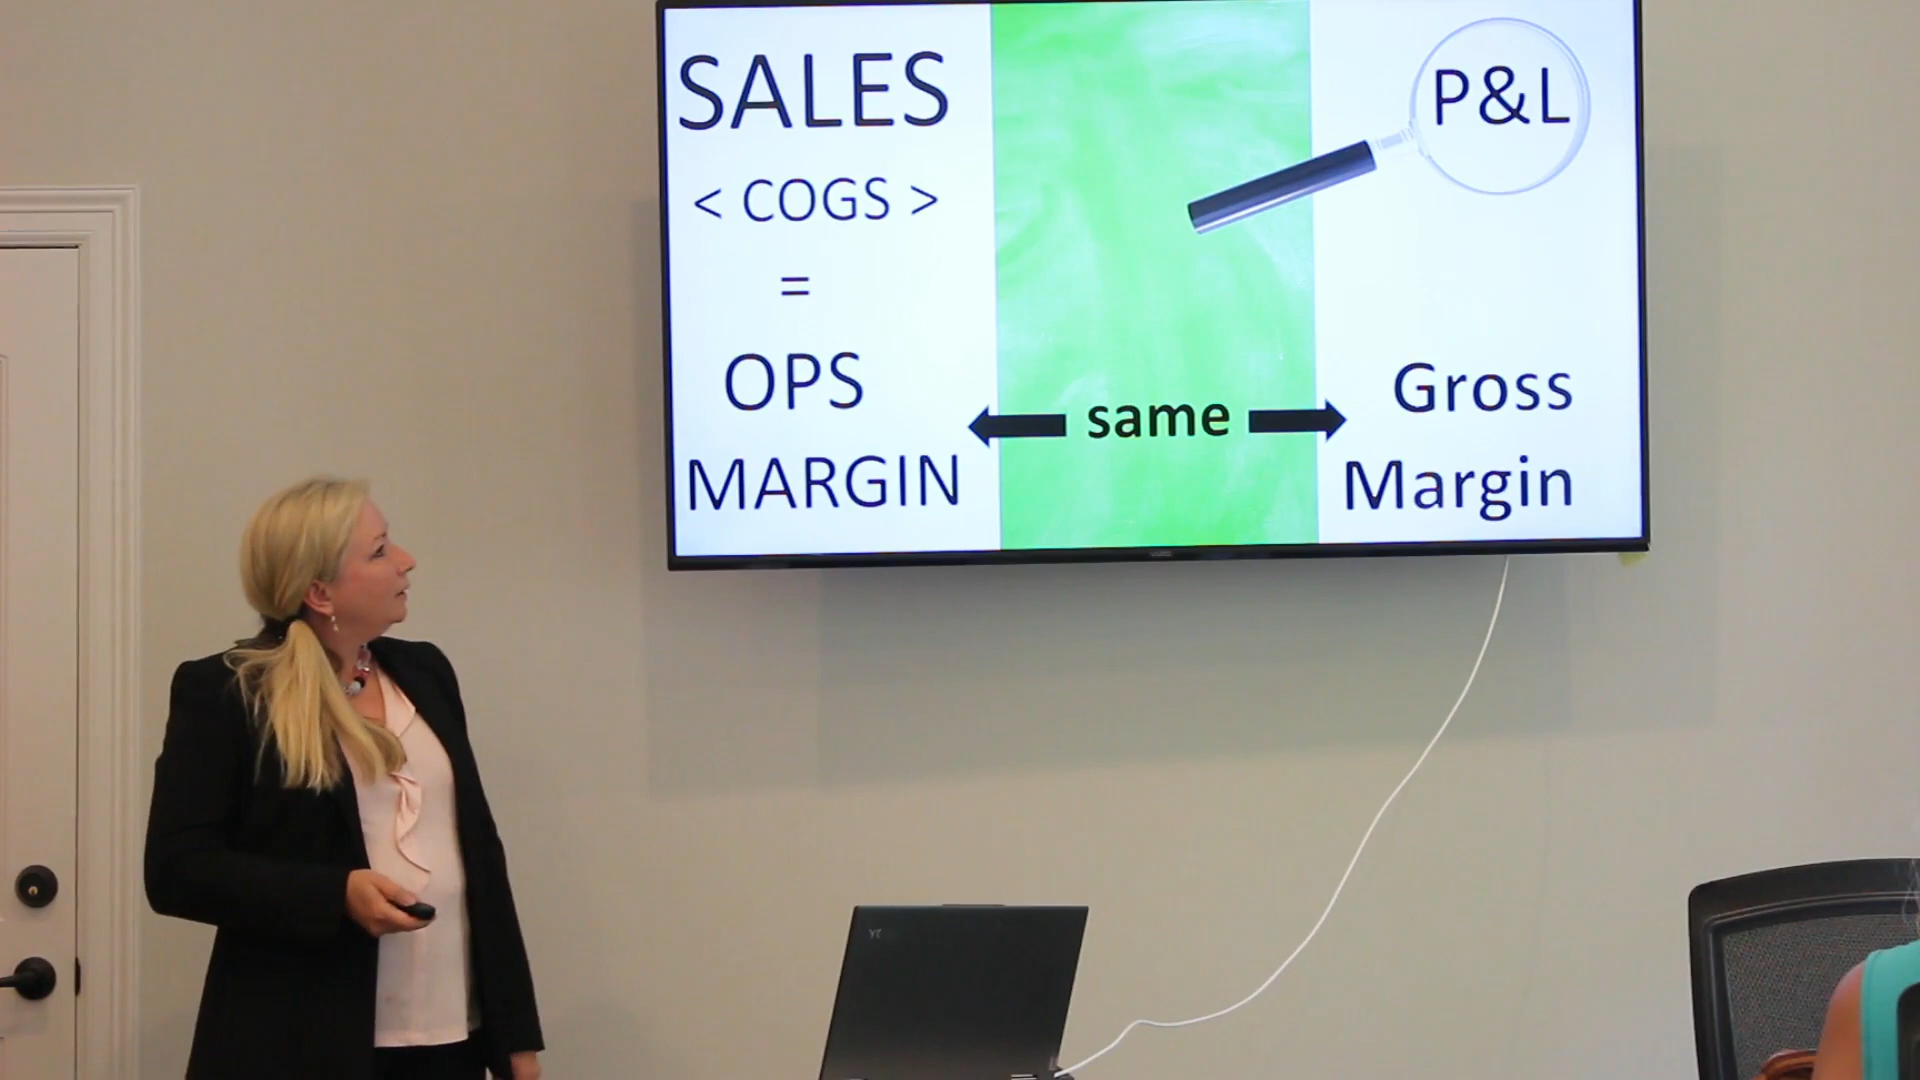 SALES
< COGS >
=
OPS
MARGIN
same
P&L
Gross
Margin